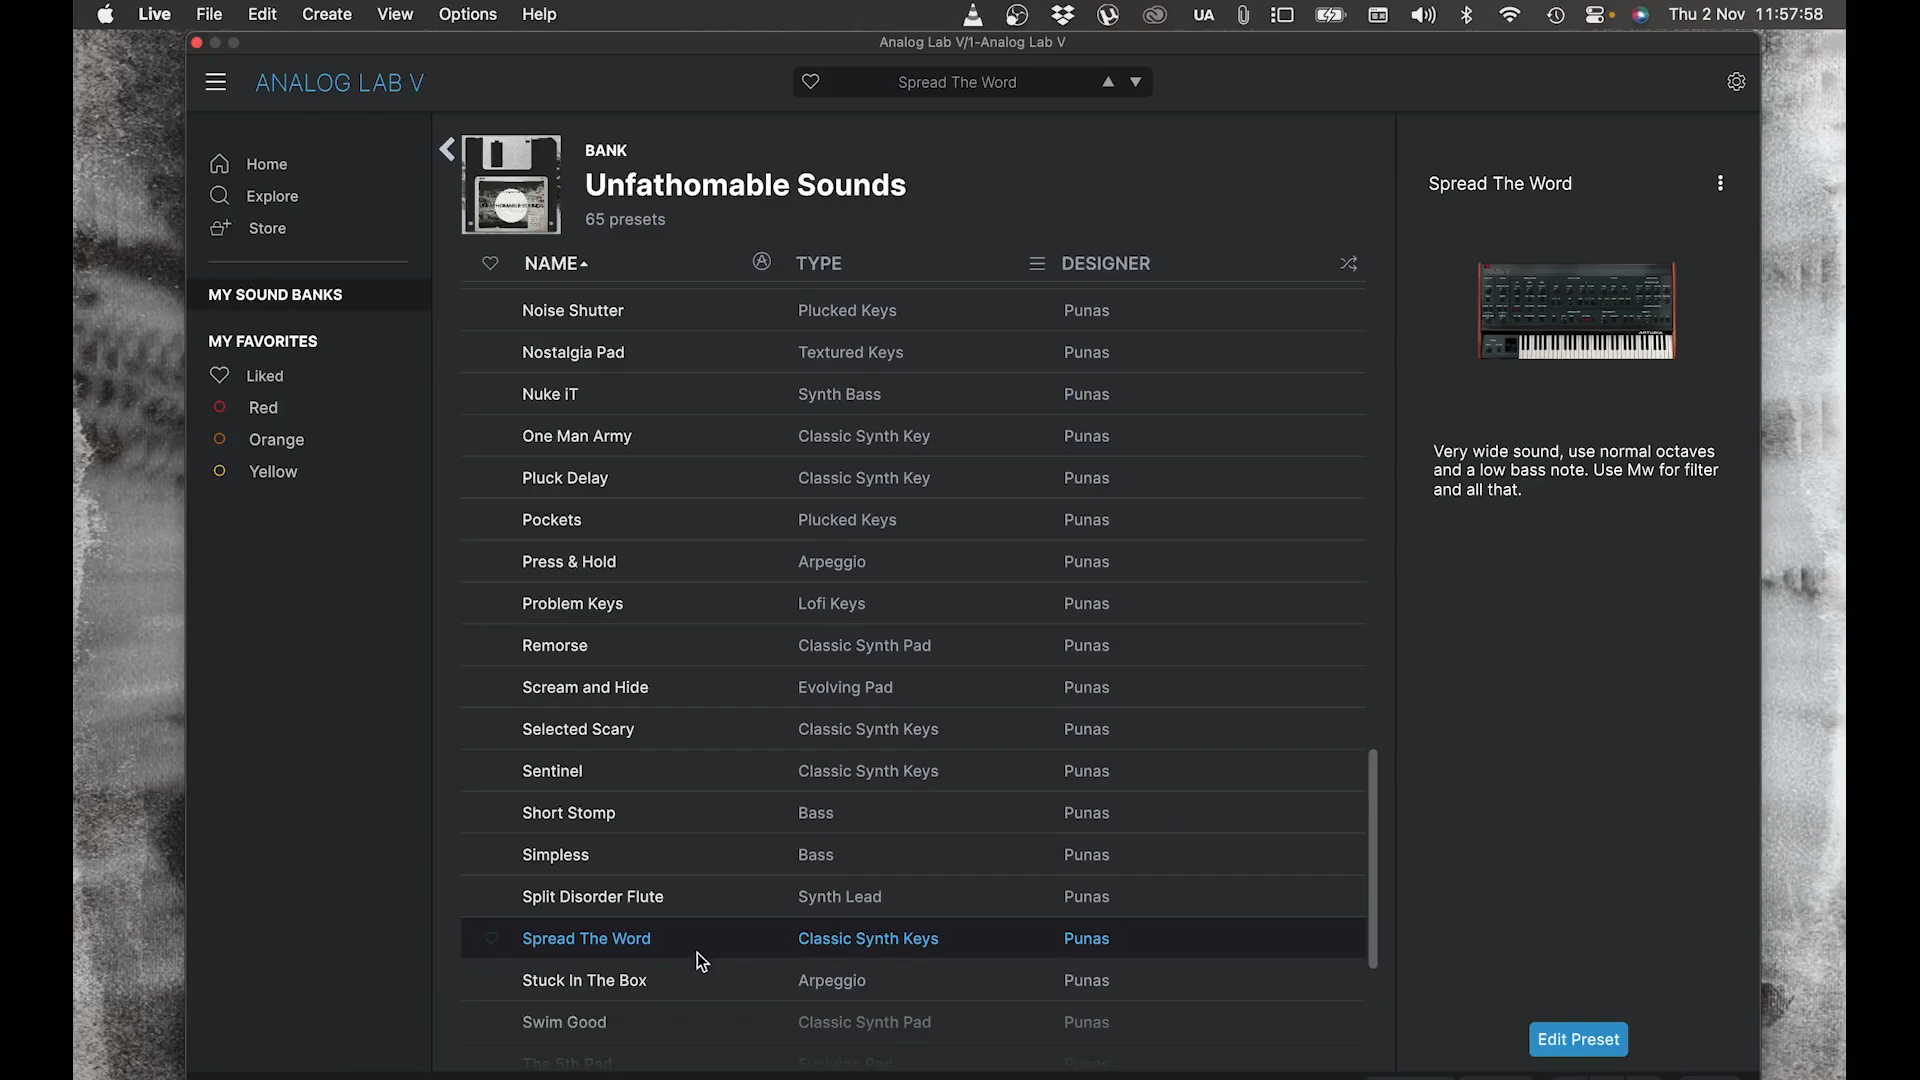 Live File Edit Create View Options Help UA Thu 2 Nov 11:57:58
Analog Lab V/1-Analog Lab V
ANALOG LAB V
Spread The Word
Home
Explore
Store
MY SOUND BANKS
MY FAVORITES
Liked
Red
Orange
Yellow
BANK
Unfathomable Sounds
65 presets
NAME TYPE DESIGNER
Noise Shutter Plucked Keys Punas
Nostalgia Pad Textured Keys Punas
Nuke iT Synth Bass Punas
One Man Army Classic Synth Key Punas
Pluck Delay Classic Synth Key Punas
Pockets Plucked Keys Punas
Press & Hold Arpeggio Punas
Problem Keys Lofi Keys Punas
Remorse Classic Synth Pad Punas
Scream and Hide Evolving Pad Punas
Selected Scary Classic Synth Keys Punas
Sentinel Classic Synth Keys Punas
Short Stomp Bass Punas
Simpless Bass Punas
Split Disorder Flute Synth Lead Punas
Spread The Word Classic Synth Keys Punas
Stuck In The Box Arpeggio Punas
Swim Good Classic Synth Pad Punas
The 5th Pad Evolving Pad Punas
Spread The Word
ARTURIA
Very wide sound, use normal octaves
and a low bass note. Use Mw for filter
and all that.
Edit Preset